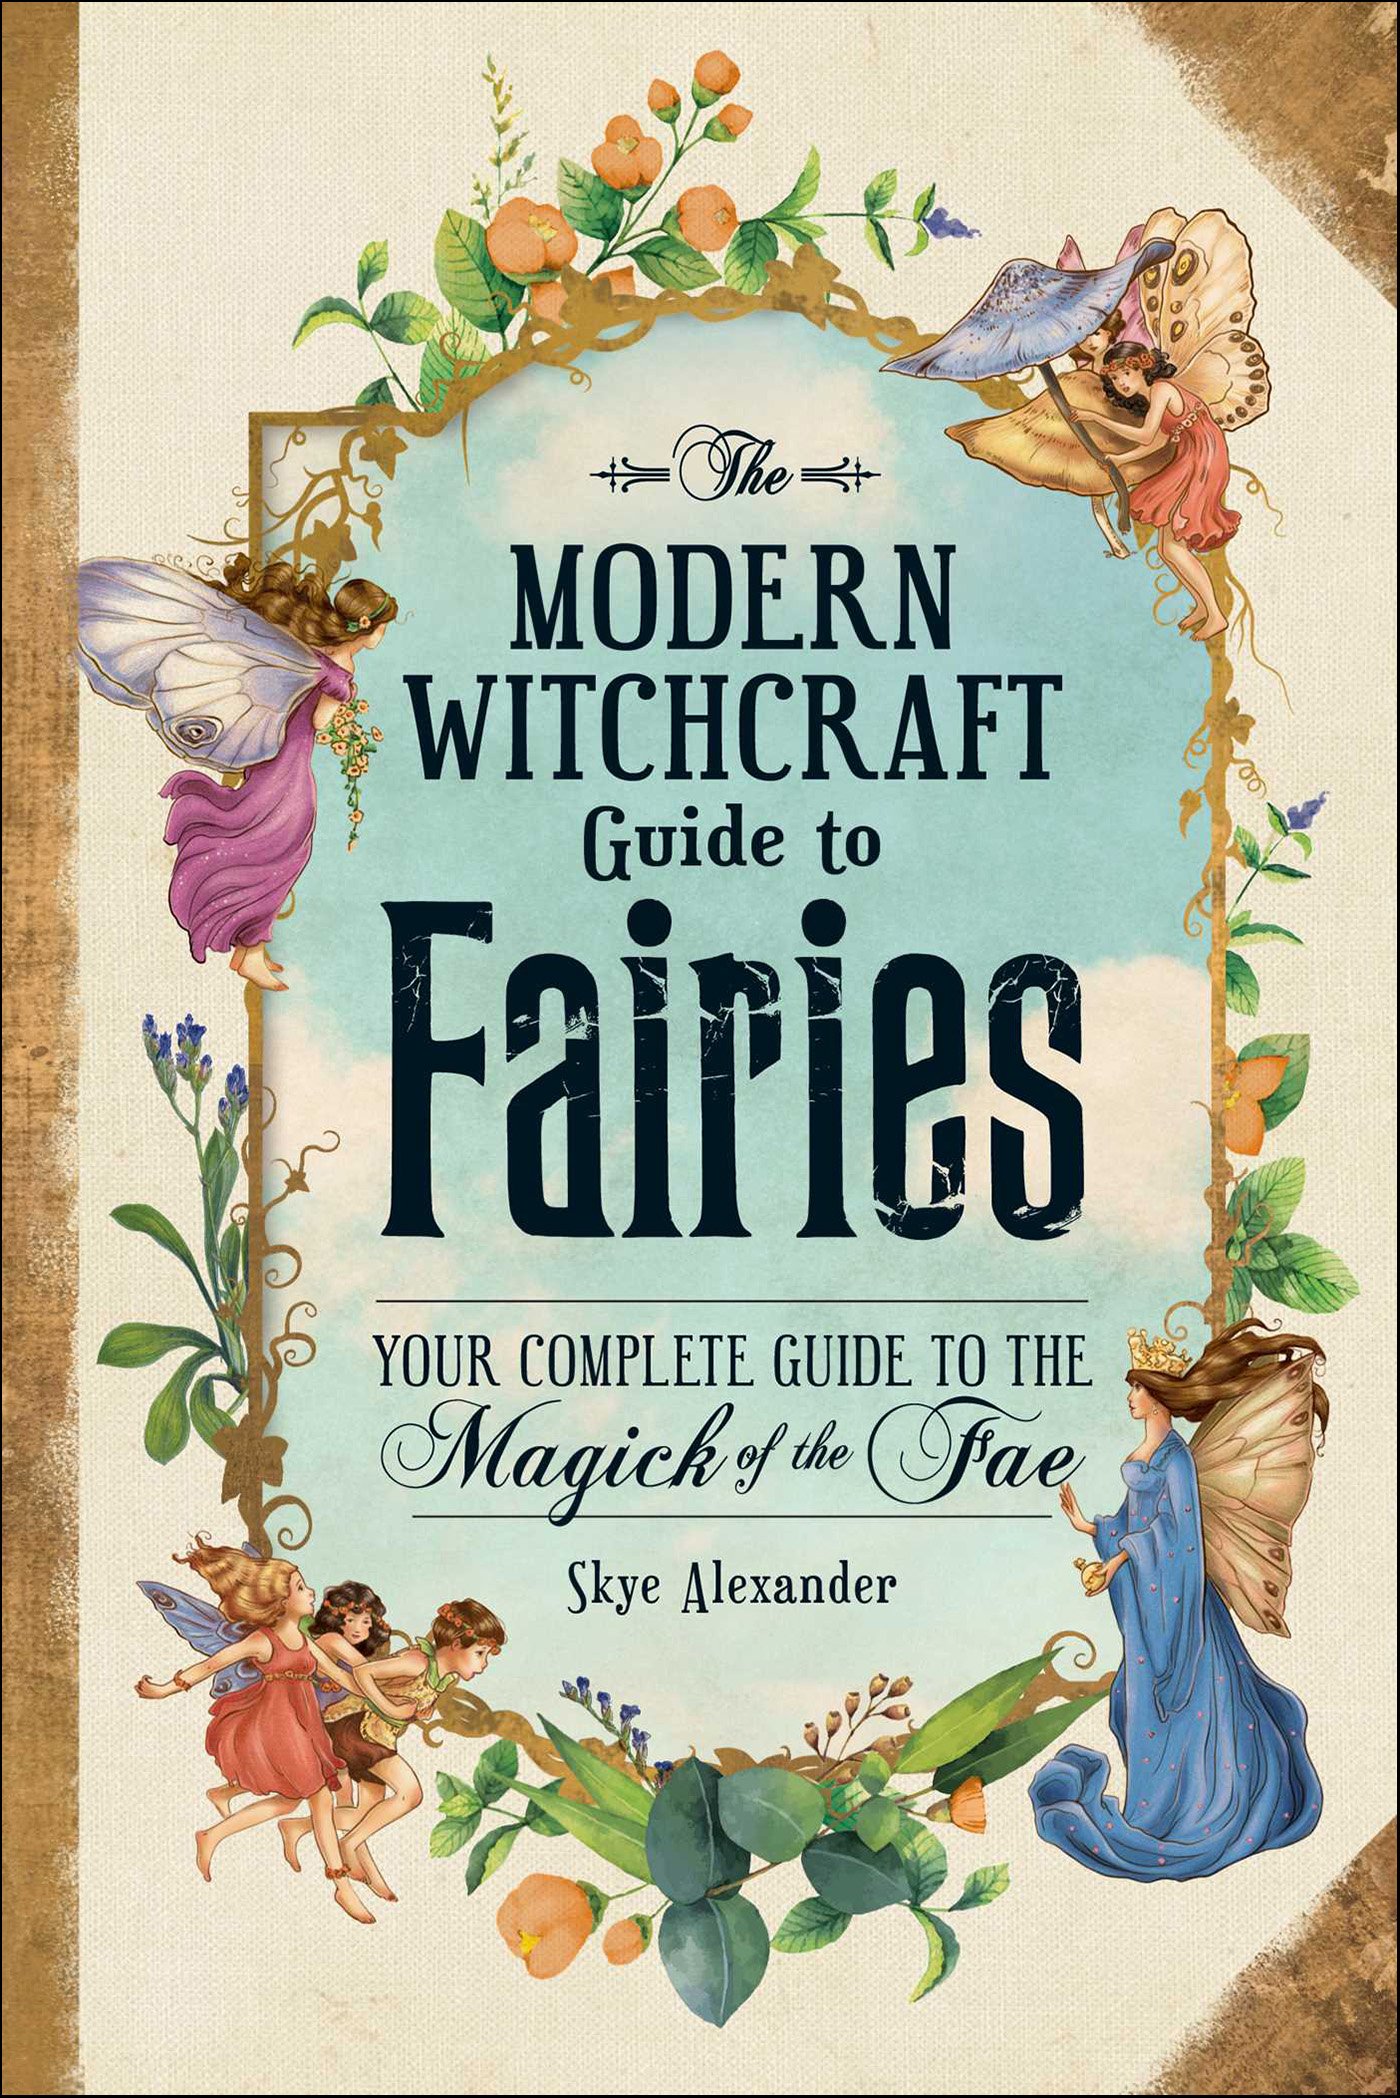 The
MODERN
WITCHCRAFT
Guide to
Fairies
YOUR COMPLETE GUIDE TO THE
Magick of the Fae
Skye Alexander